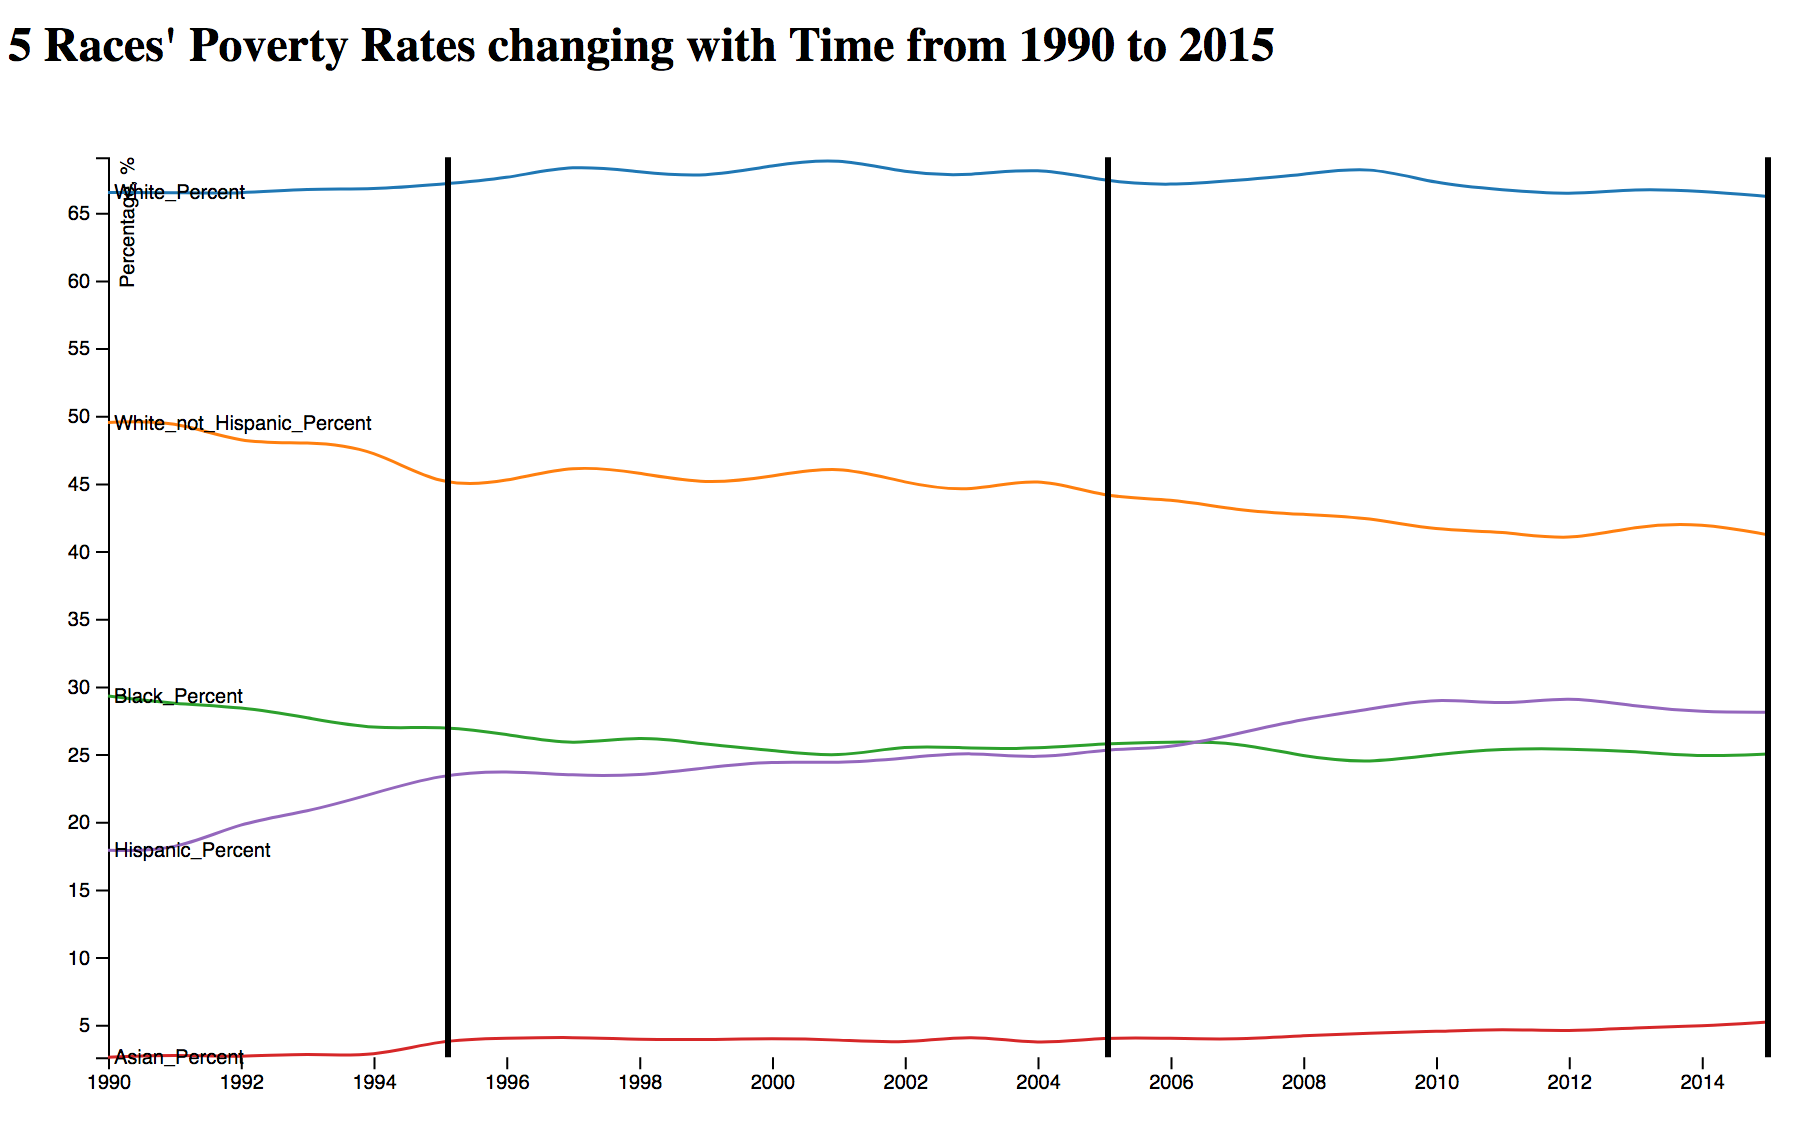 5 Races' Poverty Rates changing with Time from 1990 to 2015
Percentage, %
White_Percent
65
60
55
50
White_not_Hispanic_Percent
45
40
35
30
Black_Percent
25
20
Hispanic_Percent
15
10
5
Asian_Percent
1990 1992 1994 1996 1998 2000 2002 2004 2006 2008 2010 2012 2014